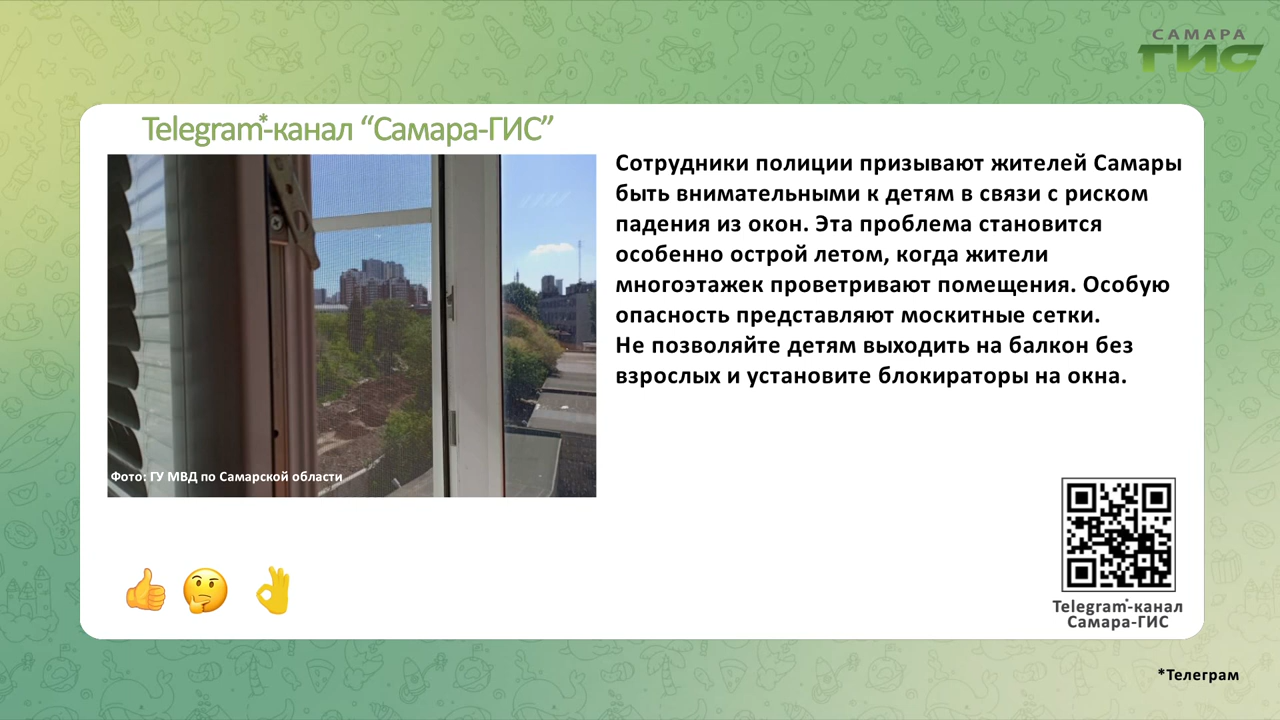 САМАРА
ГИС
Telegram*-канал “Самара-ГИС”
Сотрудники полиции призывают жителей Самары
быть внимательными к детям в связи с риском
падения из окон. Эта проблема становится
особенно острой летом, когда жители
многоэтажек проветривают помещения. Особую
опасность представляют москитные сетки.
Не позволяйте детям выходить на балкон без
взрослых и установите блокираторы на окна.
Фото: ГУ МВД по Самарской области
Telegram*-канал
Самара-ГИС
*Телеграм